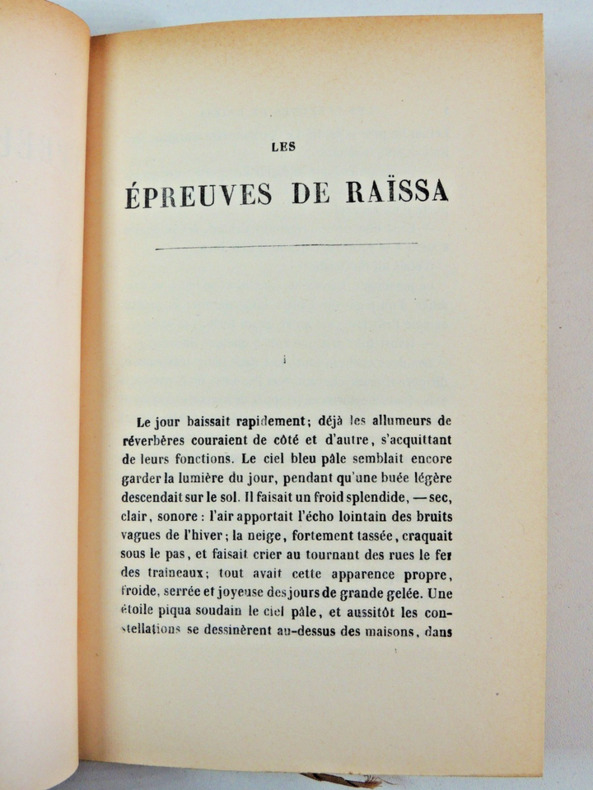 LES
ÉPREUVES DE RAÏSSA
i
Le jour baissait rapidement; déjà les allumeurs de
réverbères couraient de côté et d'autre, s'acquittant
de leurs fonctions. Le ciel bleu pâle semblait encore
garder la lumière du jour, pendant qu'une buée légère
descendait sur le sol. Il faisait un froid splendide, — sec,
clair, sonore : l'air apportait l'écho lointain des bruits
vagues de l'hiver; la neige, fortement tassée, craquait
sous le pas, et faisait crier au tournant des rues le fer
des traîneaux; tout avait cette apparence propre,
froide, serrée et joyeuse des jours de grande gelée. Une
étoile piqua soudain le ciel pâle, et aussitôt les con-
stellations se dessinèrent au-dessus des maisons, dans